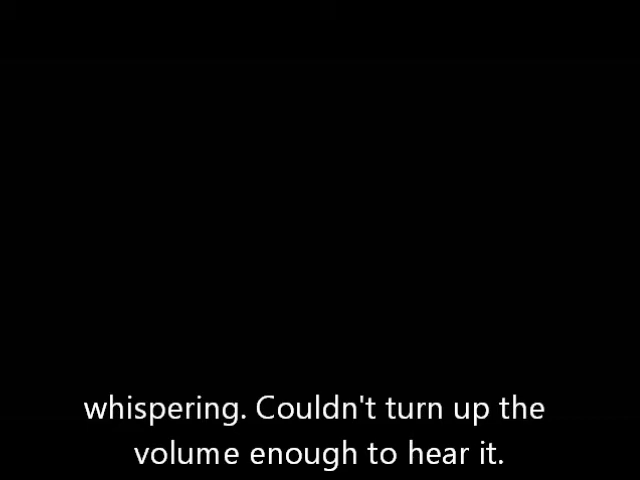 whispering. Couldn't turn up the
volume enough to hear it.